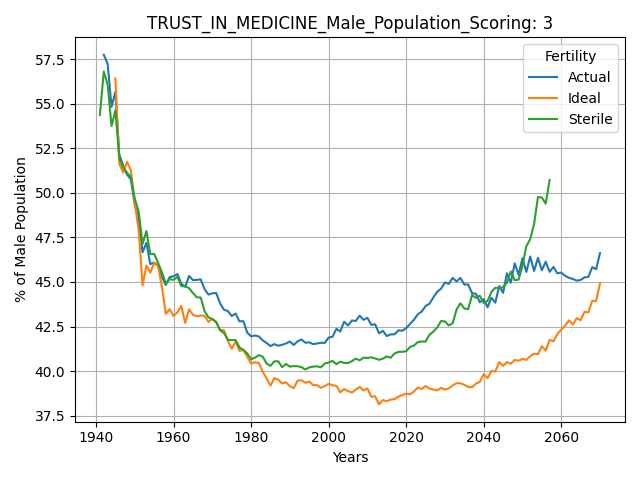 TRUST_IN_MEDICINE_Male_Population_Scoring: 3
Fertility
Actual
Ideal
Sterile
% of Male Population
57.5
55.0
52.5
50.0
47.5
45.0
42.5
40.0
37.5
1940 1960 1980 2000 2020 2040 2060
Years